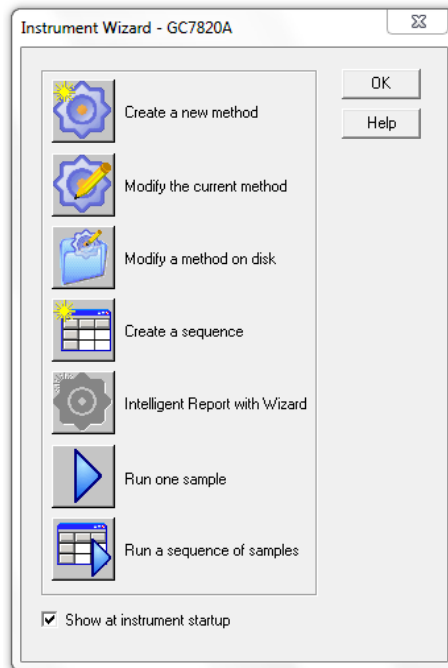 Instrument Wizard - GC7820A
OK
Create a new method
Help
Modify the current method
Modify a method on disk
Create a sequence
Intelligent Report with Wizard
Run one sample
Run a sequence of samples
Show at instrument startup